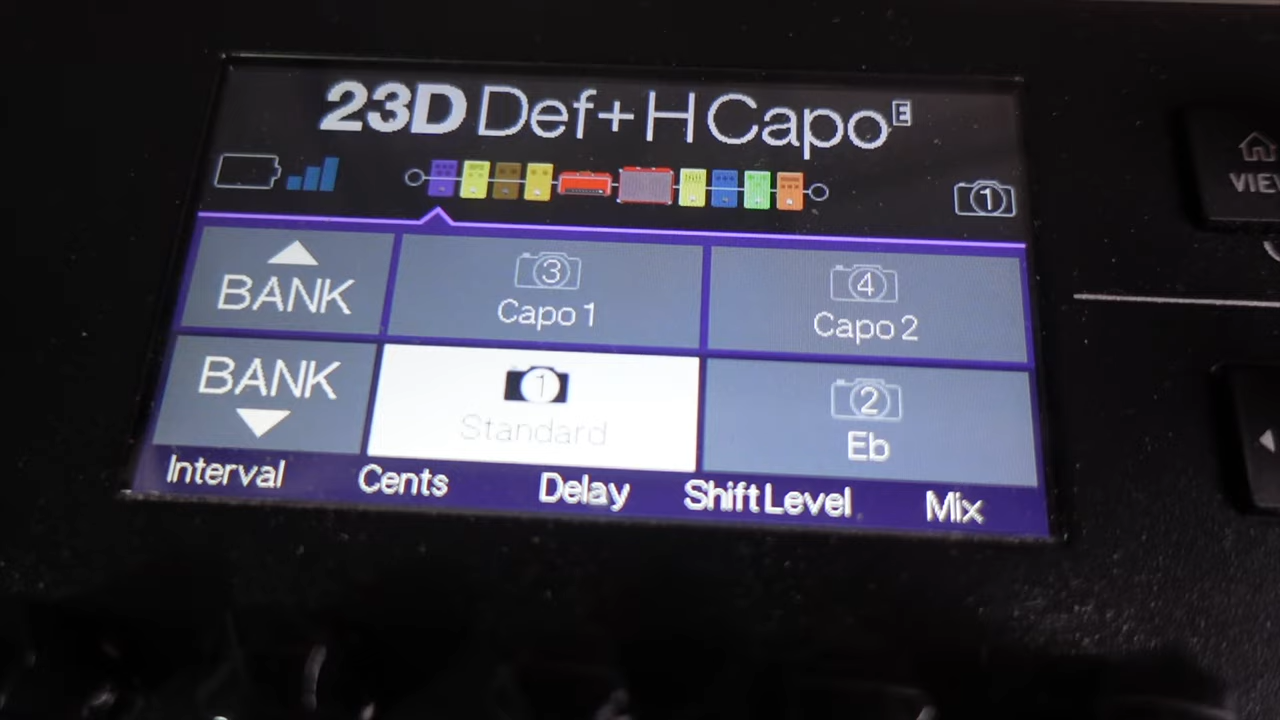 23D Def+H Capo E
1
BANK
3
Capo 1
4
Capo 2
BANK
1
Standard
2
Eb
Interval Cents Delay Shift Level Mix
VIEW